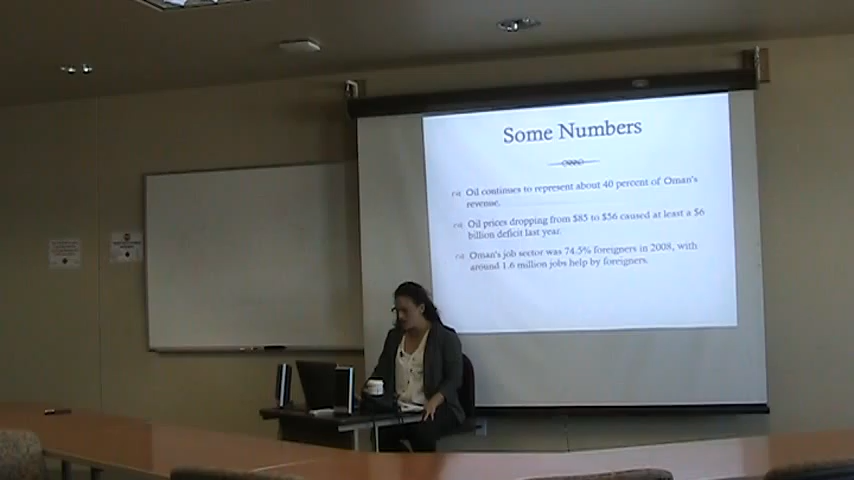 Some Numbers
Oil continues to represent about 40 percent of Oman's
revenue.
Oil prices dropping from $85 to $56 caused at least a $6
billion deficit last year.
Oman's job sector was 74.5% foreigners in 2008, with
around 1.6 million jobs help by foreigners.